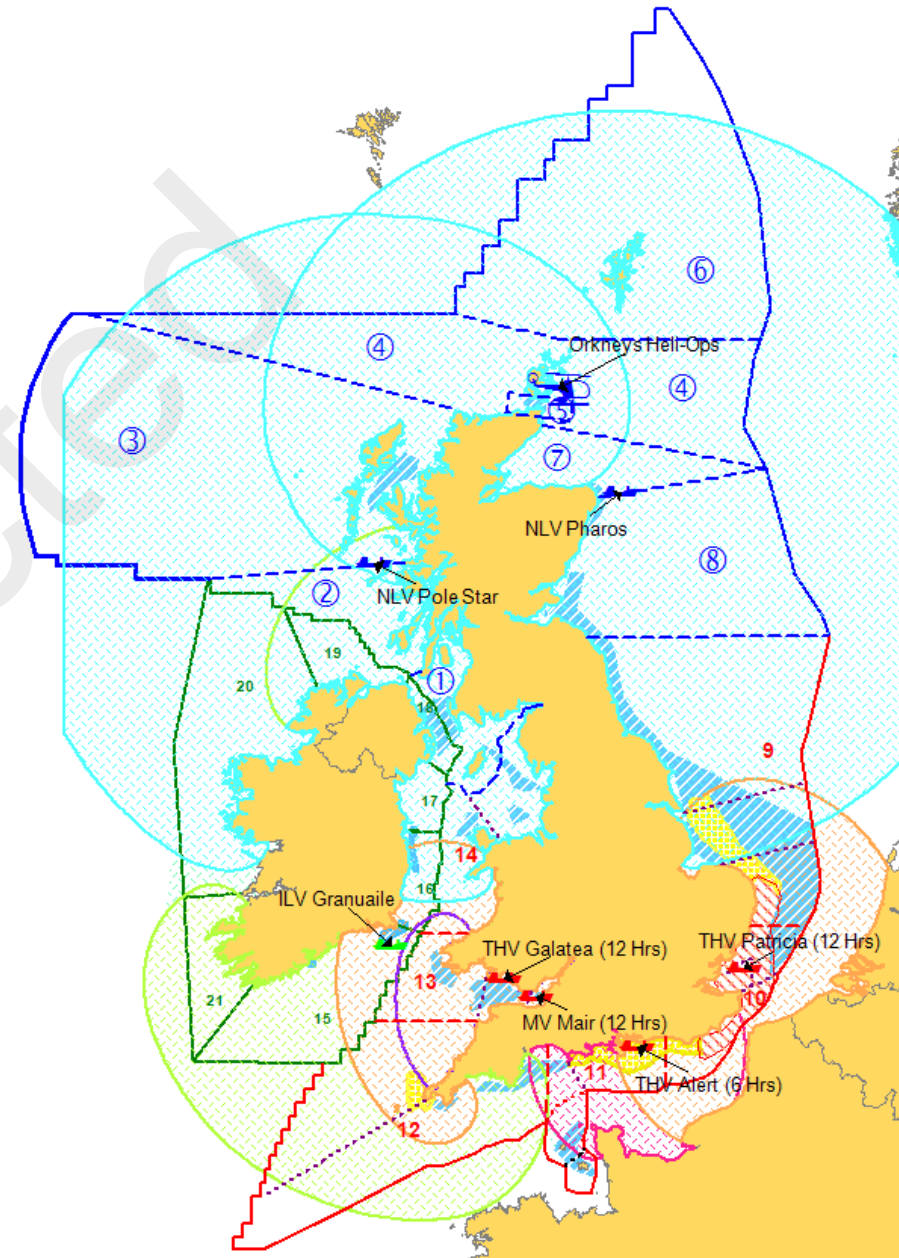 ⑥
④
Orkneys Heli-Ops
④
③
⑤
⑦
NLV Pharos
⑧
②
NLV Pole Star
19
20
①
18
9
17
14
16
ILV Granuaile
THV Galatea (12 Hrs)
THV Patricia (12 Hrs)
13
10
21
15
MV Mair (12 Hrs)
11
THV Alert (6 Hrs)
12